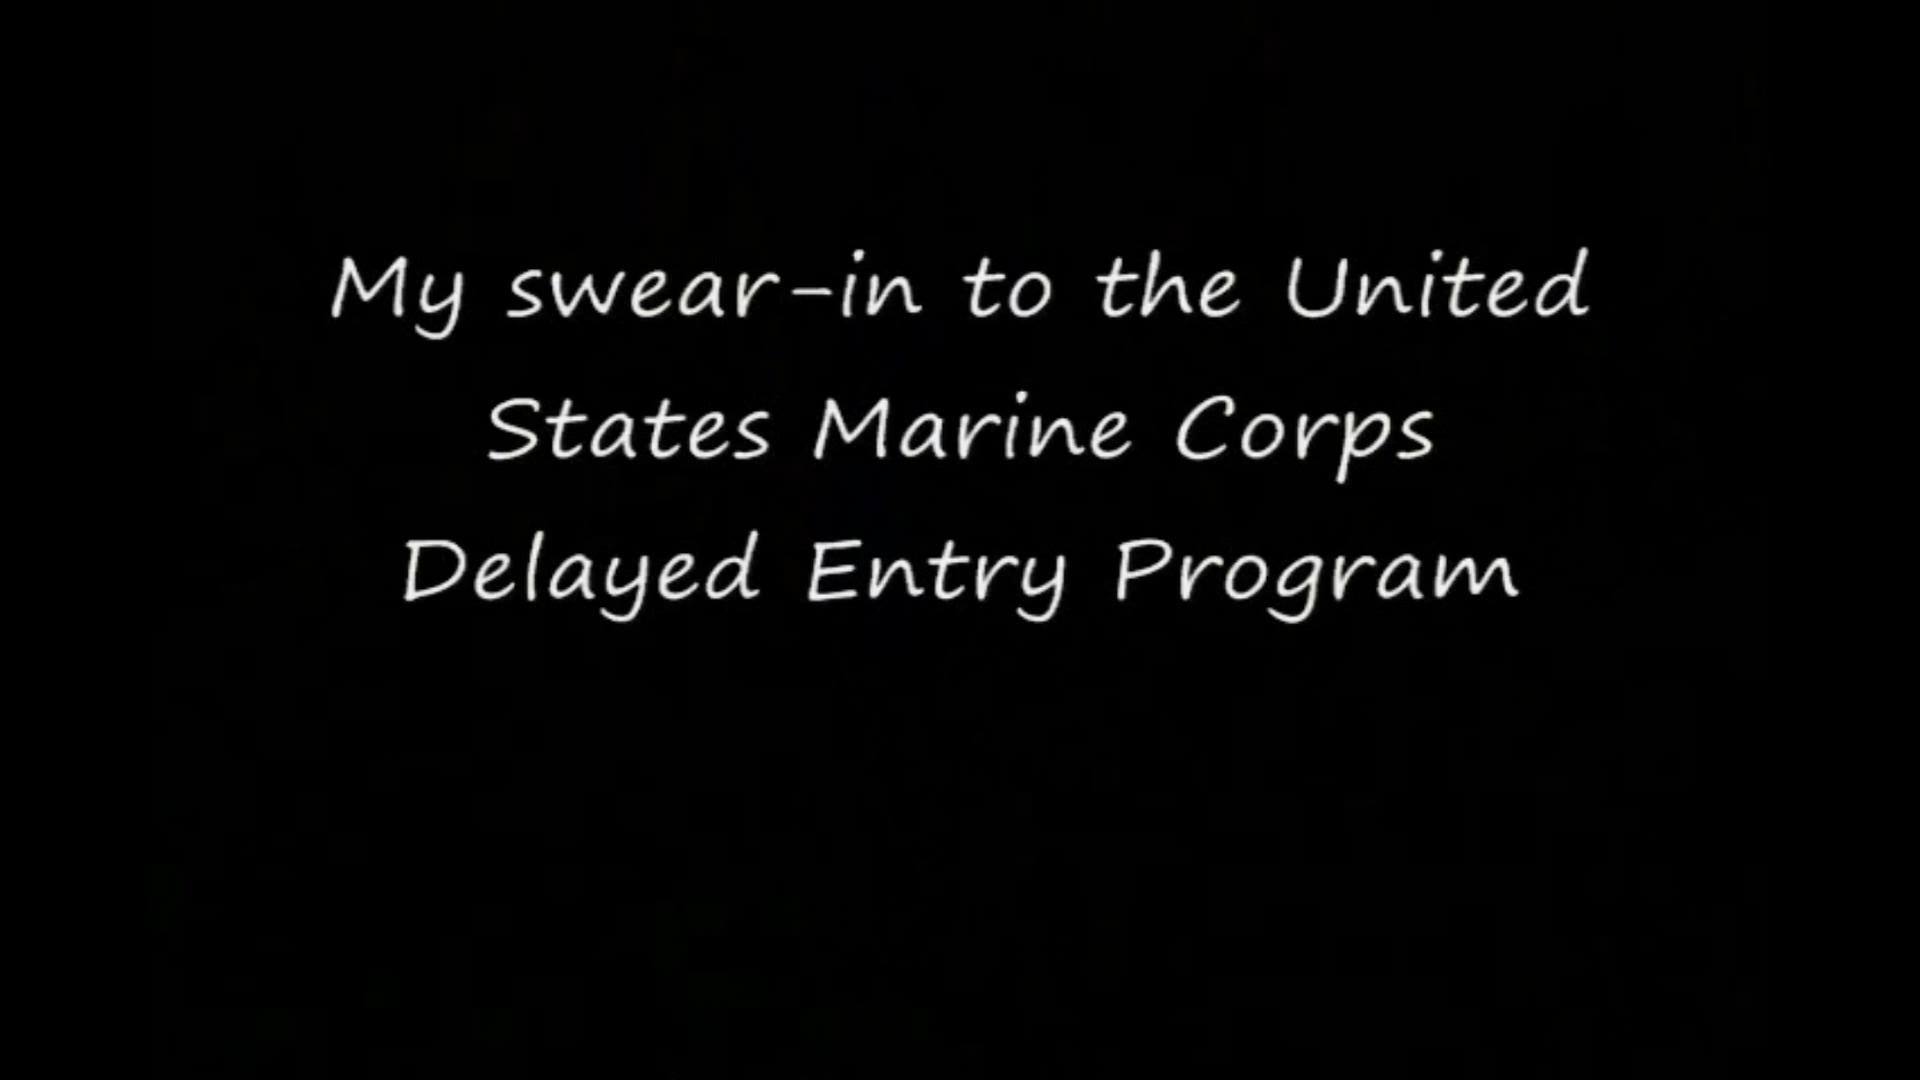 My swear-in to the United
States Marine Corps
Delayed Entry Program